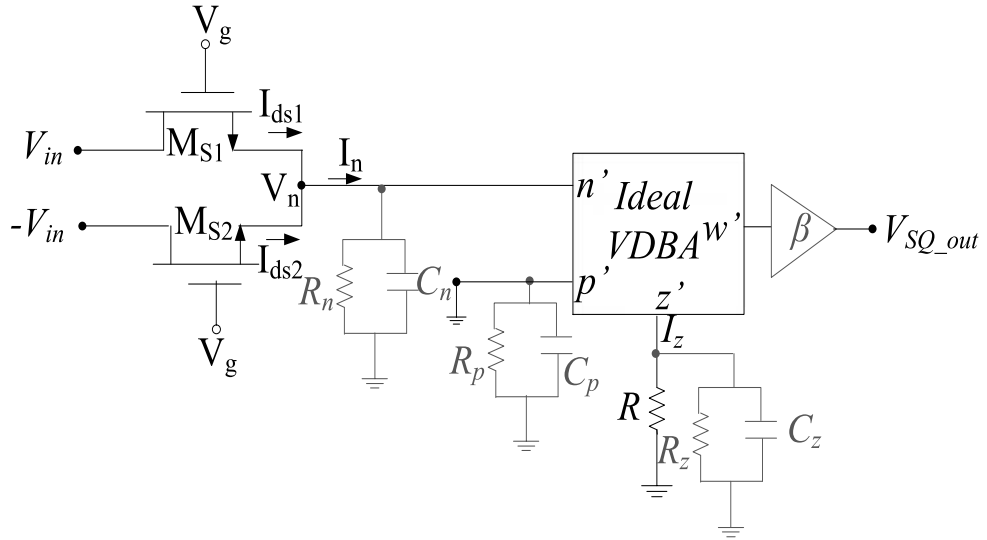 V_g
I_ds1
V_in
M_S1
I_n
V_n
n’
Ideal
-V_in
M_S2
VDBA
w’
β
V_SQ_out
I_ds2
R_n
C_n
p’
z’
V_g
I_z
R_p
C_p
R
R_z
C_z